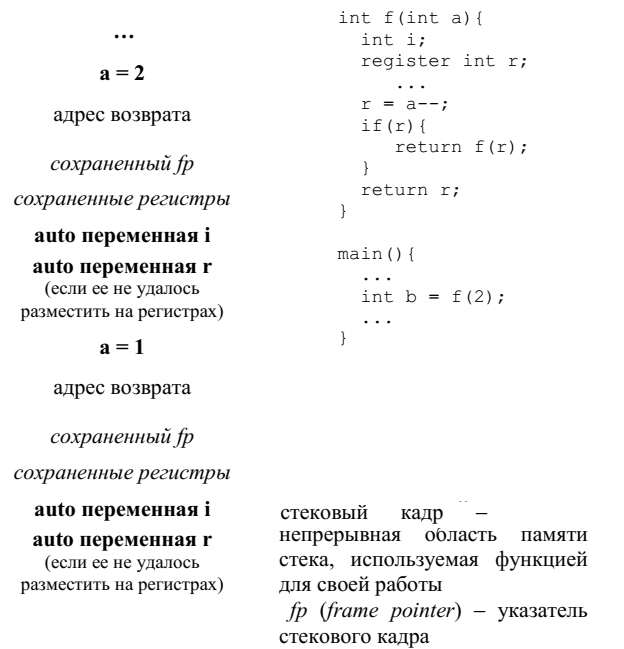 ...
a = 2
адрес возврата
сохраненный fp
сохраненные регистры
auto переменная i
auto переменная r
(если ее не удалось
разместить на регистрах)
a = 1
адрес возврата
сохраненный fp
сохраненные регистры
auto переменная i
auto переменная r
(если ее не удалось
разместить на регистрах)
int f(int a){
int i;
register int r;
...
r = a--;
if(r){
return f(r);
}
return r;
}
main(){
...
int b = f(2);
...
}
стековый кадр –
непрерывная область памяти
стека, используемая функцией
для своей работы
fp (frame pointer) – указатель
стекового кадра